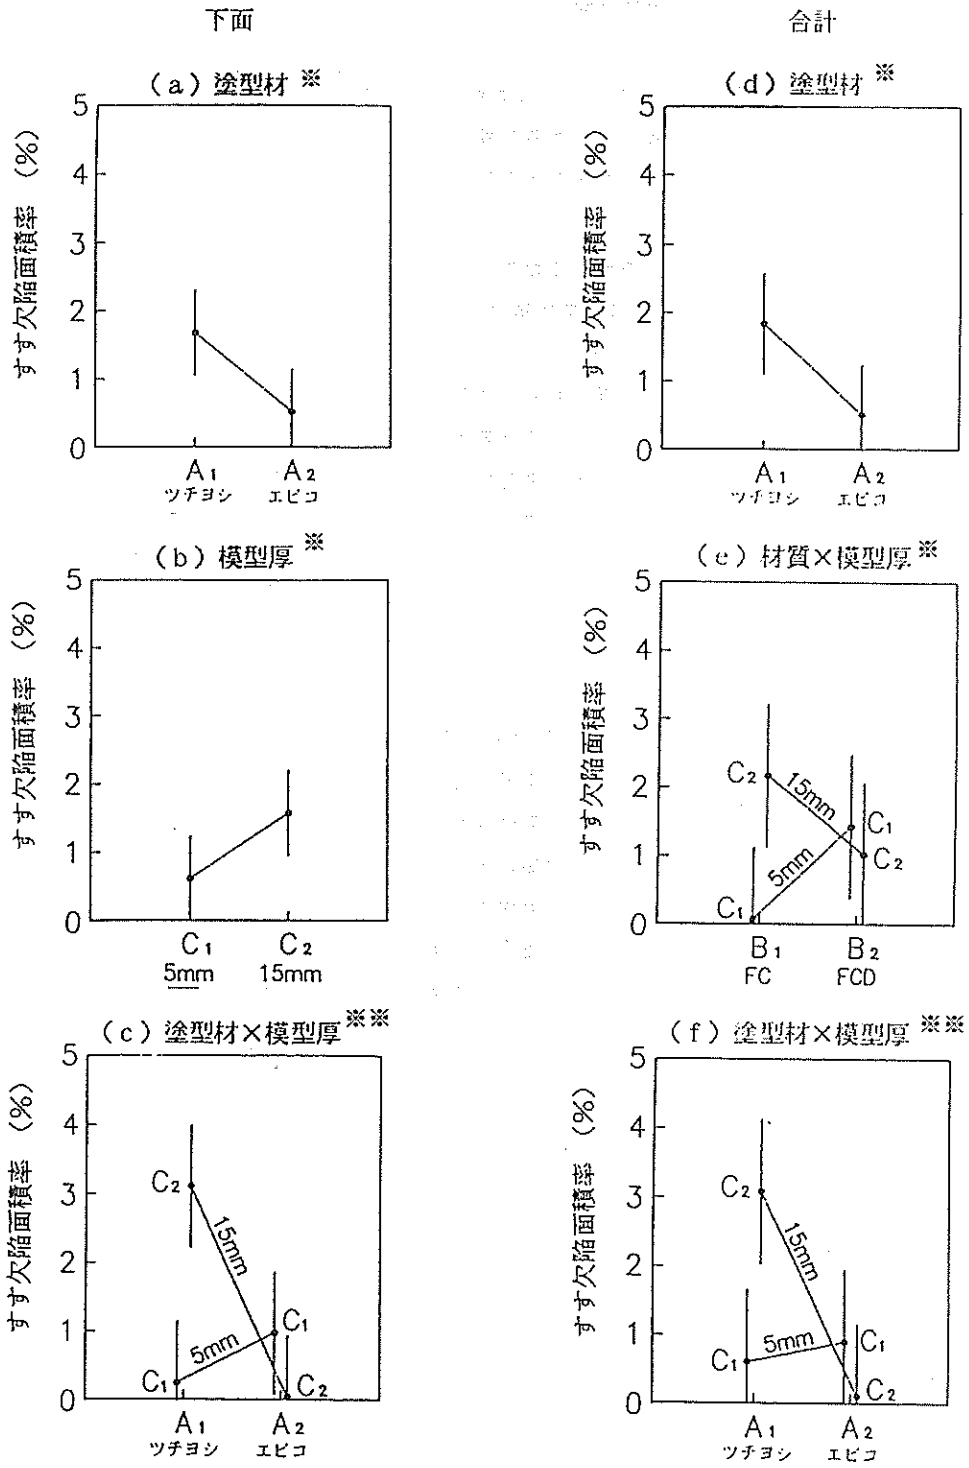 下面
(a) 塗型材 ※
すす欠陥面積率 (%)
5
4
3
2
1
0
A1 A2
ツチヨシ エビコ
(b) 模型厚 ※
すす欠陥面積率 (%)
5
4
3
2
1
0
C1 C2
5mm 15mm
(c) 塗型材×模型厚 ※※
すす欠陥面積率 (%)
5
4
3
2
1
0
C2
15mm
C1
5mm
C1
C2
A1 A2
ツチヨシ エビコ
合計
(d) 塗型材 ※
すす欠陥面積率 (%)
5
4
3
2
1
0
A1 A2
ツチヨシ エビコ
(e) 材質×模型厚 ※
すす欠陥面積率 (%)
5
4
3
2
1
0
C2
15mm
C1
C2
5mm
C1
B1 B2
FC FCD
(f) 塗型材×模型厚 ※※
すす欠陥面積率 (%)
5
4
3
2
1
0
C2
15mm
C1
5mm
C1
C2
A1 A2
ツチヨシ エビコ